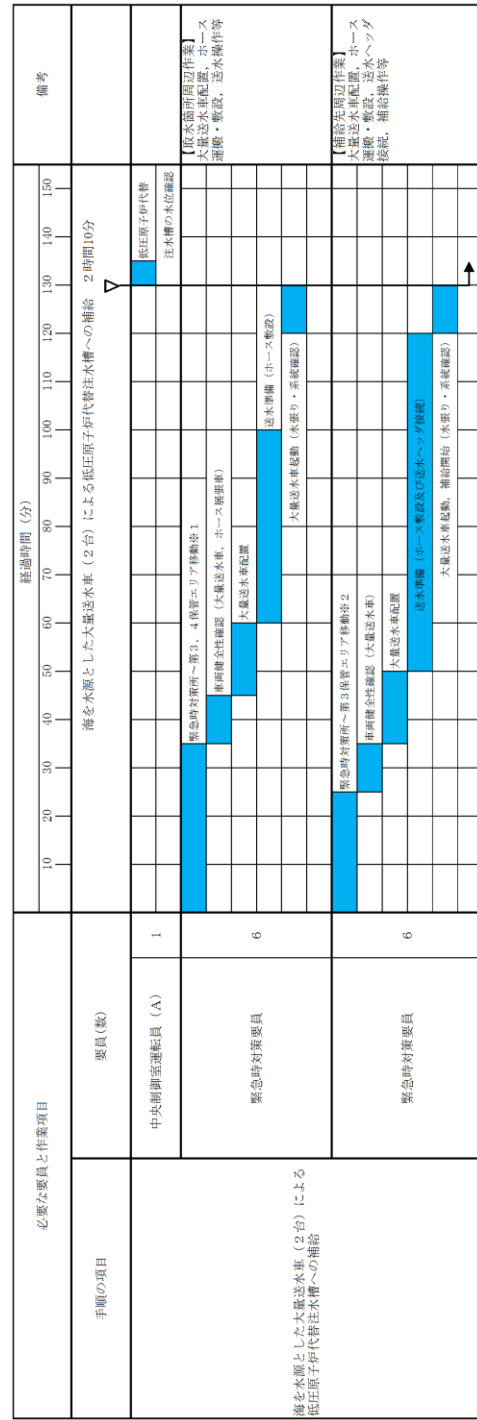 必要な要員と作業項目
経過時間（分）
備考
手順の項目
要員(数)
10 20 30 40 50 60 70 80 90 100 110 120 130 140 150
海を水源とした大量送水車（２台）による低圧原子炉代替注水槽への補給　２時間10分
海を水源とした大量送水車（２台）による
低圧原子炉代替注水槽への補給
中央制御室運転員（A）
1
低圧原子炉代替
注水槽の水位確認
緊急時対策要員
6
緊急時対策所～第３，４保管エリア移動※１
車両健全性確認（大量送水車，ホース展張車）
大量送水車配置
送水準備（ホース敷設）
大量送水車起動（水張り・系統確認）
【取水箇所周辺作業】
大量送水車配置，ホース
運搬・敷設，送水操作等
緊急時対策要員
6
緊急時対策所～第３保管エリア移動※２
車両健全性確認（大量送水車）
大量送水車配置
送水準備（ホース敷設及び送水ヘッダ接続）
大量送水車起動，補給開始（水張り・系統確認）
【補給先周辺作業】
大量送水車配置，ホース
運搬・敷設，送水ヘッダ
接続，補給操作等